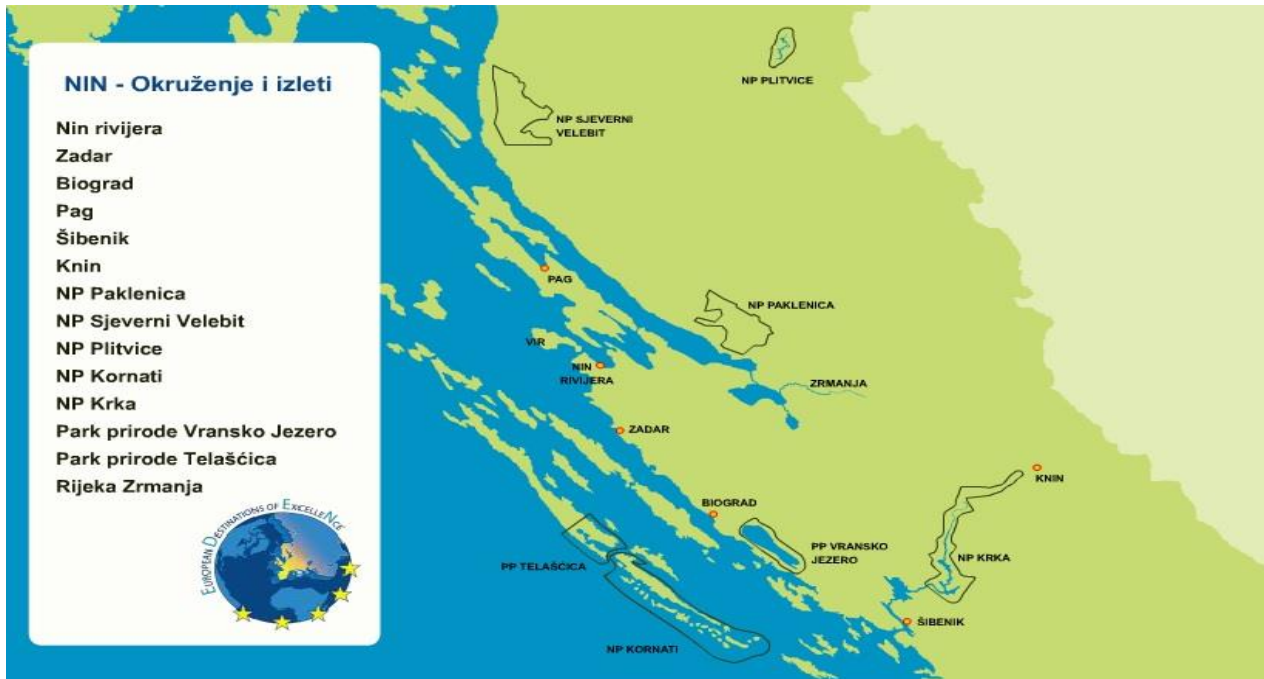 NIN - Okruženje i izleti
Nin rivijera
Zadar
Biograd
Pag
Šibenik
Knin
NP Paklenica
NP Sjeverni Velebit
NP Plitvice
NP Kornati
NP Krka
Park prirode Vransko Jezero
Park prirode Telašćica
Rijeka Zrmanja
EUROPEAN DESTINATIONS OF EXCELLENCE
NP PLITVICE
NP SJEVERNI
VELEBIT
PAG
NP PAKLENICA
VIR
NIN
RIVIJERA
ZRMANJA
ZADAR
KNIN
BIOGRAD
PP VRANSKO
JEZERO
NP KRKA
PP TELAŠĆICA
ŠIBENIK
NP KORNATI